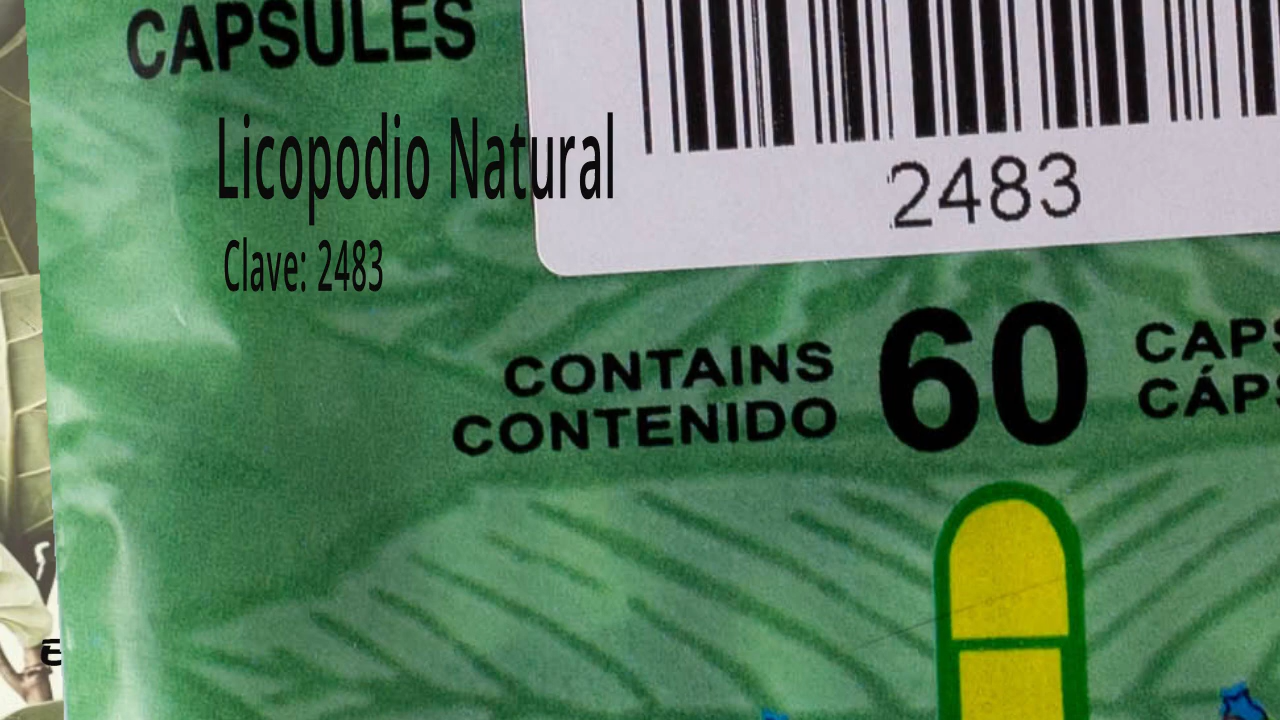 CAPSULES
Licopodio Natural
2483
Clave: 2483
CONTAINS
CONTENIDO
60
CAPS
CÁPS